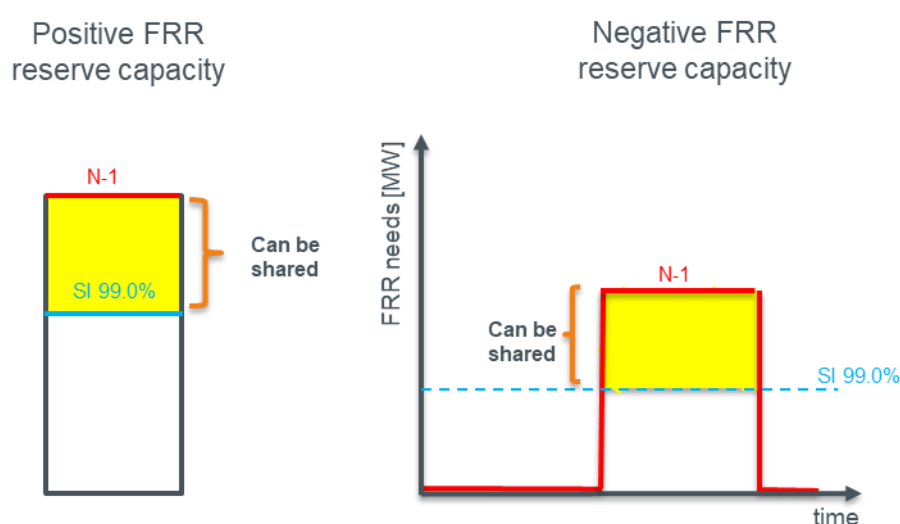 Positive FRR
reserve capacity
Negative FRR
reserve capacity
N-1
Can be
shared
SI 99.0%
FRR needs [MW]
N-1
Can be
shared
SI 99.0%
time